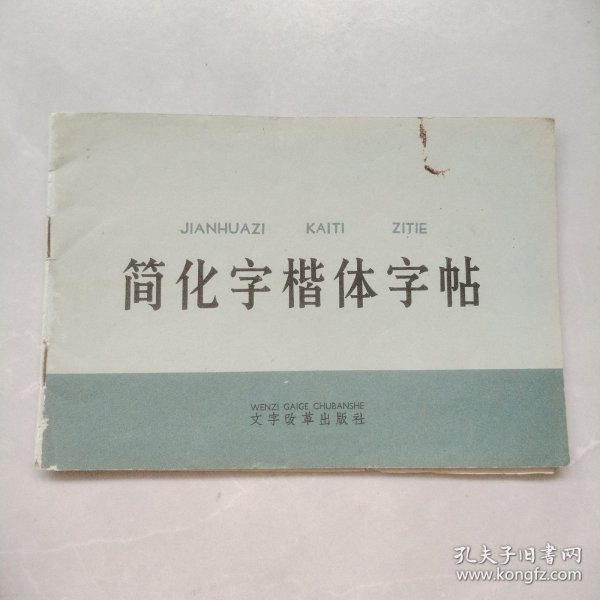 JIANHUAZI KAITI ZITIE
简化字楷体字帖
WENZI GAIGE CHUBANSHE
文字改革出版社
孔夫子旧书网
www.kongfz.com